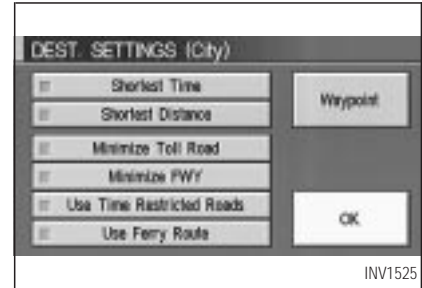 DEST. SETTINGS (City)
Shortest Time
Shortest Distance
Waypoint
Minimize Toll Road
Minimize FWY
Use Time Restricted Roads
Use Ferry Route
OK
INV1525